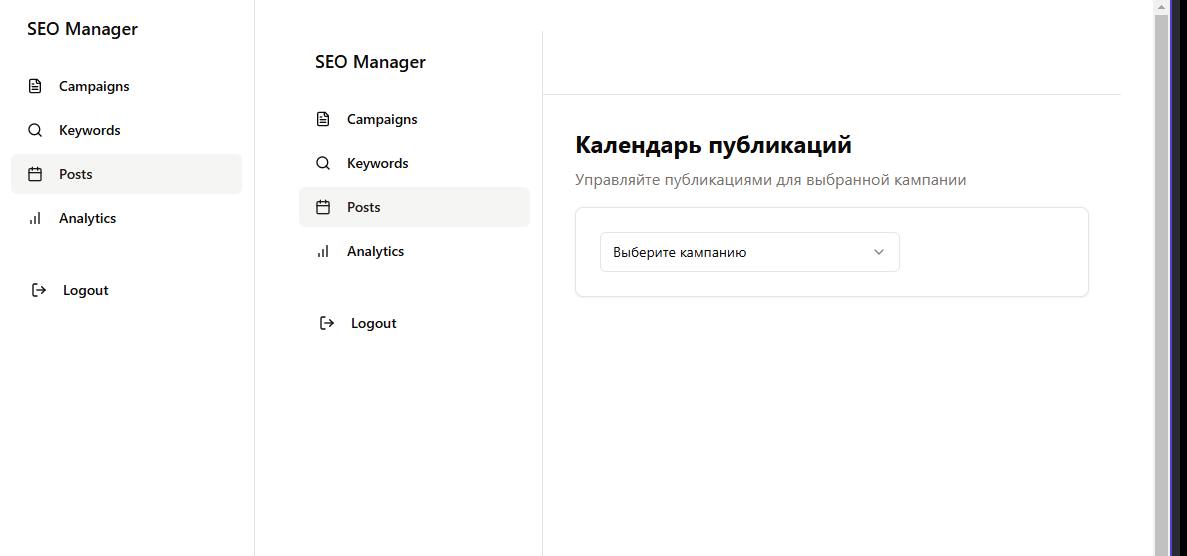 SEO Manager
Campaigns
Keywords
Posts
Analytics
Logout
SEO Manager
Campaigns
Keywords
Posts
Analytics
Logout
Календарь публикаций
Управляйте публикациями для выбранной кампании
Выберите кампанию